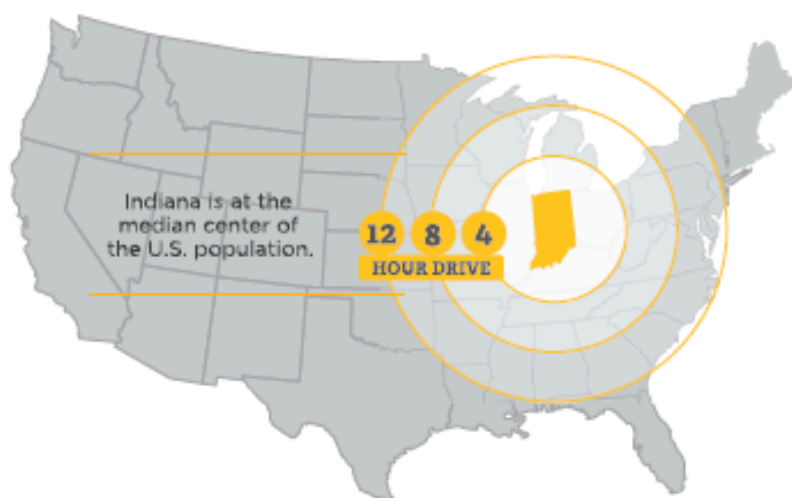 Indiana is at the
median center of
the U.S. population.
12 8 4
HOUR DRIVE